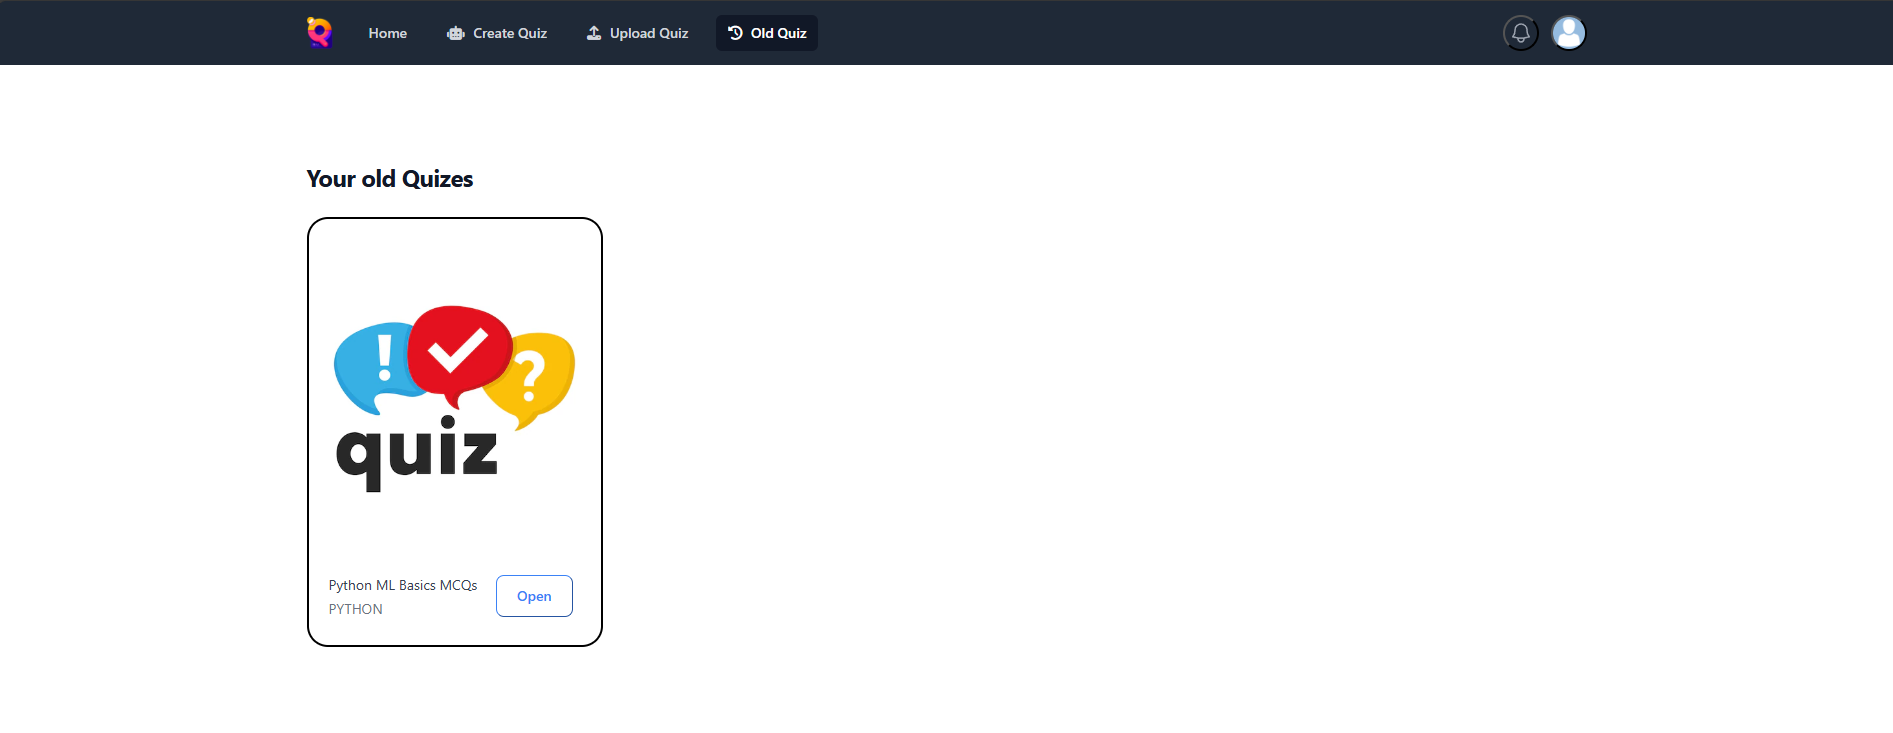 Home
Create Quiz
Upload Quiz
Old Quiz
Your old Quizes
! ?
quiz
Python ML Basics MCQs
PYTHON
Open